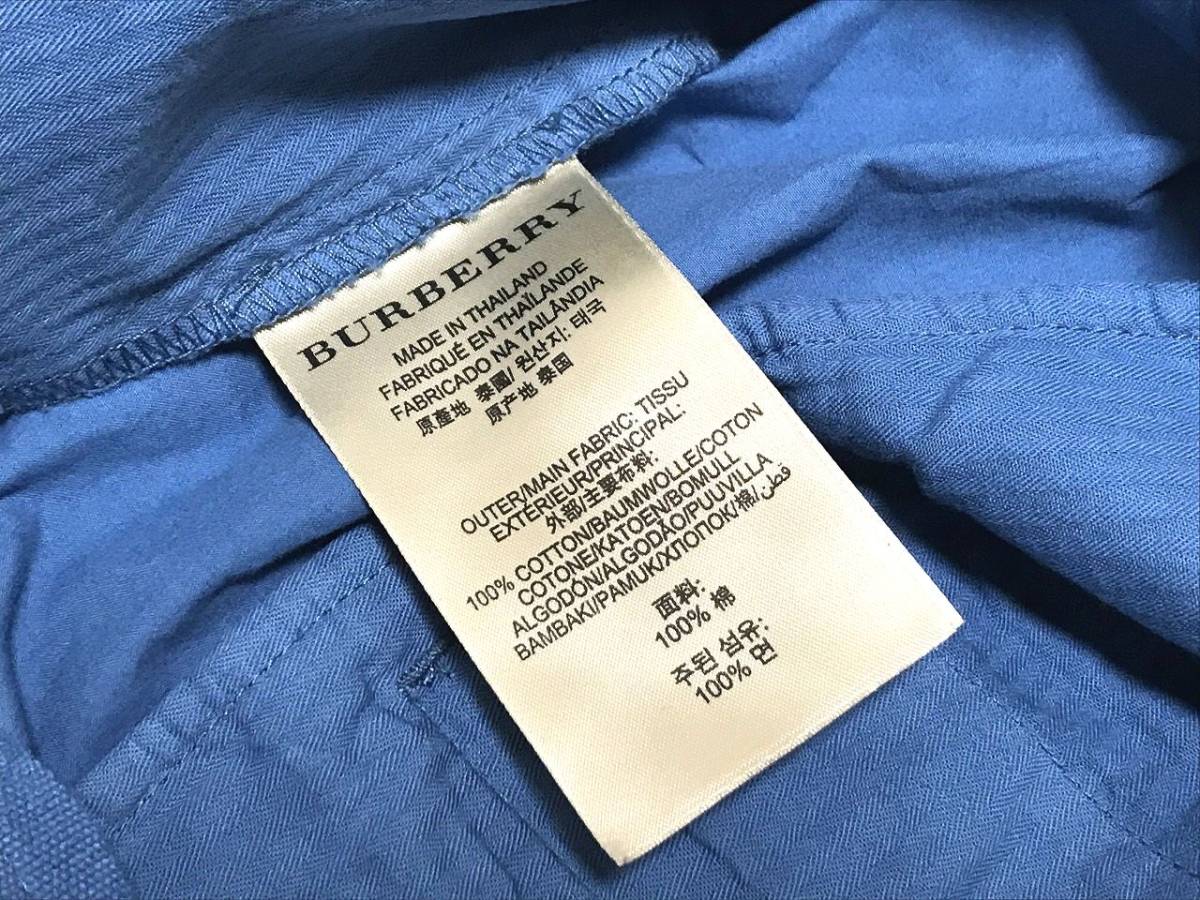 BURBERRY
MADE IN THAILAND
FABRIQUÉ EN THAÏLANDE
FABRICADO NA TAILÂNDIA
原產地 泰國/ 원산지: 태국
原产地 泰国
OUTER/MAIN FABRIC: TISSU
EXTÉRIEUR/PRINCIPAL:
外部/主要布料:
100% COTTON/BAUMWOLLE/COTON
COTONE/KATOEN/BOMULL
ALGODÓN/ALGODÃO/PUUVILLA
BAMBAKI/PAMUK/ХЛОПОК/棉/قطن
面料:
100% 棉
주된 섬유:
100% 면